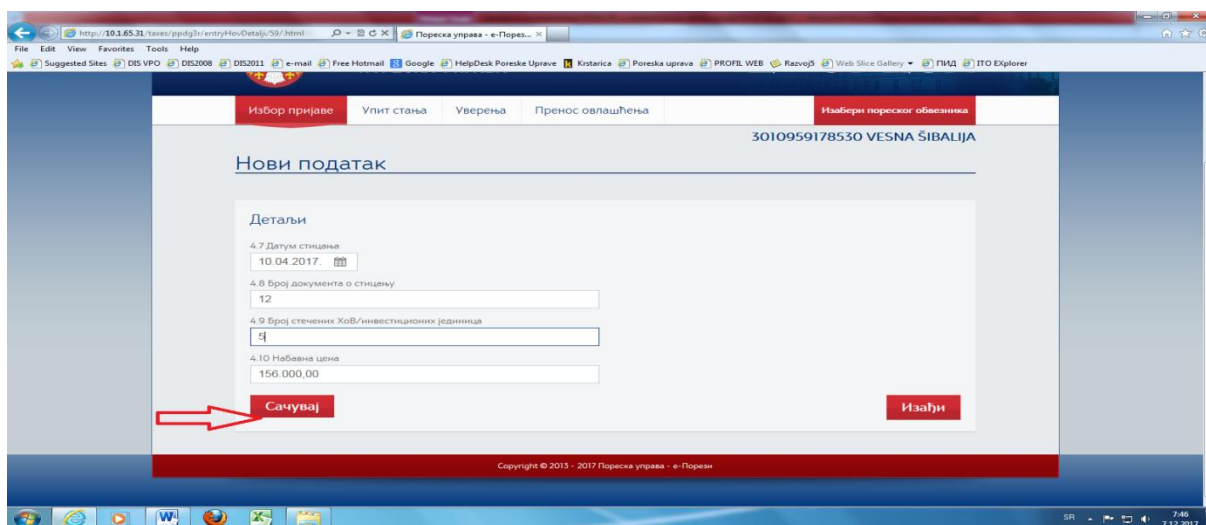 http://10.1.65.31/taxes/ppdg3r/entryHovDetalji/59/.html
Пореска управа - е-Порез...
File Edit View Favorites Tools Help
Suggested Sites DIS VPO DIS2008 DIS2011 e-mail Free Hotmail Google HelpDesk Poreske Uprave Krstarica Poreska uprava PROFIL WEB Razvoj5 Web Slice Gallery ПИД ITO EXplorer
Избор пријаве Упит стања Уверења Пренос овлашћења Изабери пореског обвезника
3010959178530 VESNA ŠIBALIJA
Нови податак
Детаљи
4.7 Датум стицања
10.04.2017.
4.8 Број документа о стицању
12
4.9 Број стечених ХоВ/инвестиционих јединица
5
4.10 Набавна цена
156.000,00
Сачувај Изађи
Copyright © 2013 - 2017 Пореска управа - е-Порези
SR 7:46
7.12.2017